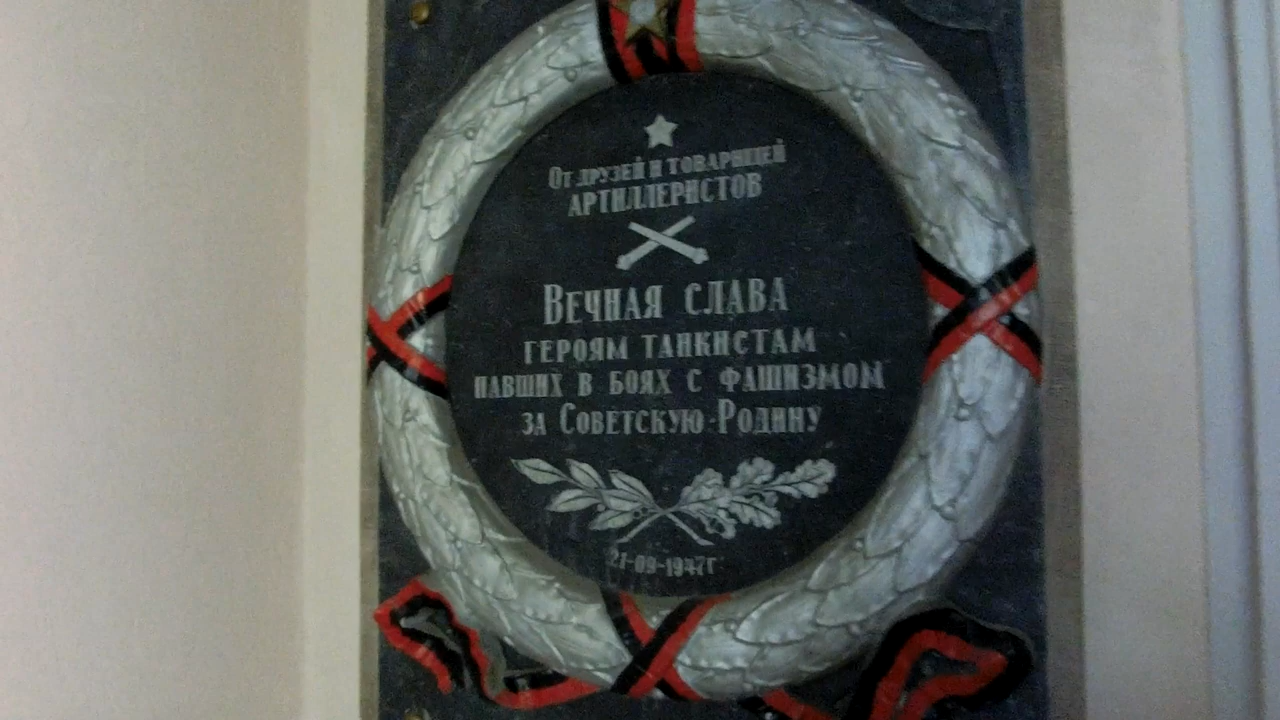 От друзей и товарищей
артиллеристов
Вечная слава
героям танкистам
павших в боях с фашизмом
за Советскую Родину
21-09-1947г